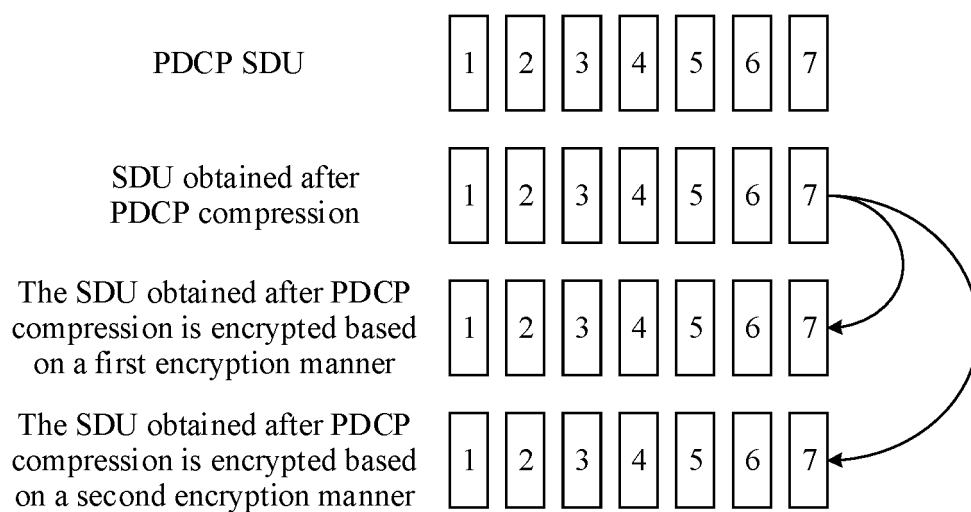 PDCP SDU 1 2 3 4 5 6 7
SDU obtained after
PDCP compression
1 2 3 4 5 6 7
The SDU obtained after PDCP
compression is encrypted based
on a first encryption manner
1 2 3 4 5 6 7
The SDU obtained after PDCP
compression is encrypted based
on a second encryption manner
1 2 3 4 5 6 7